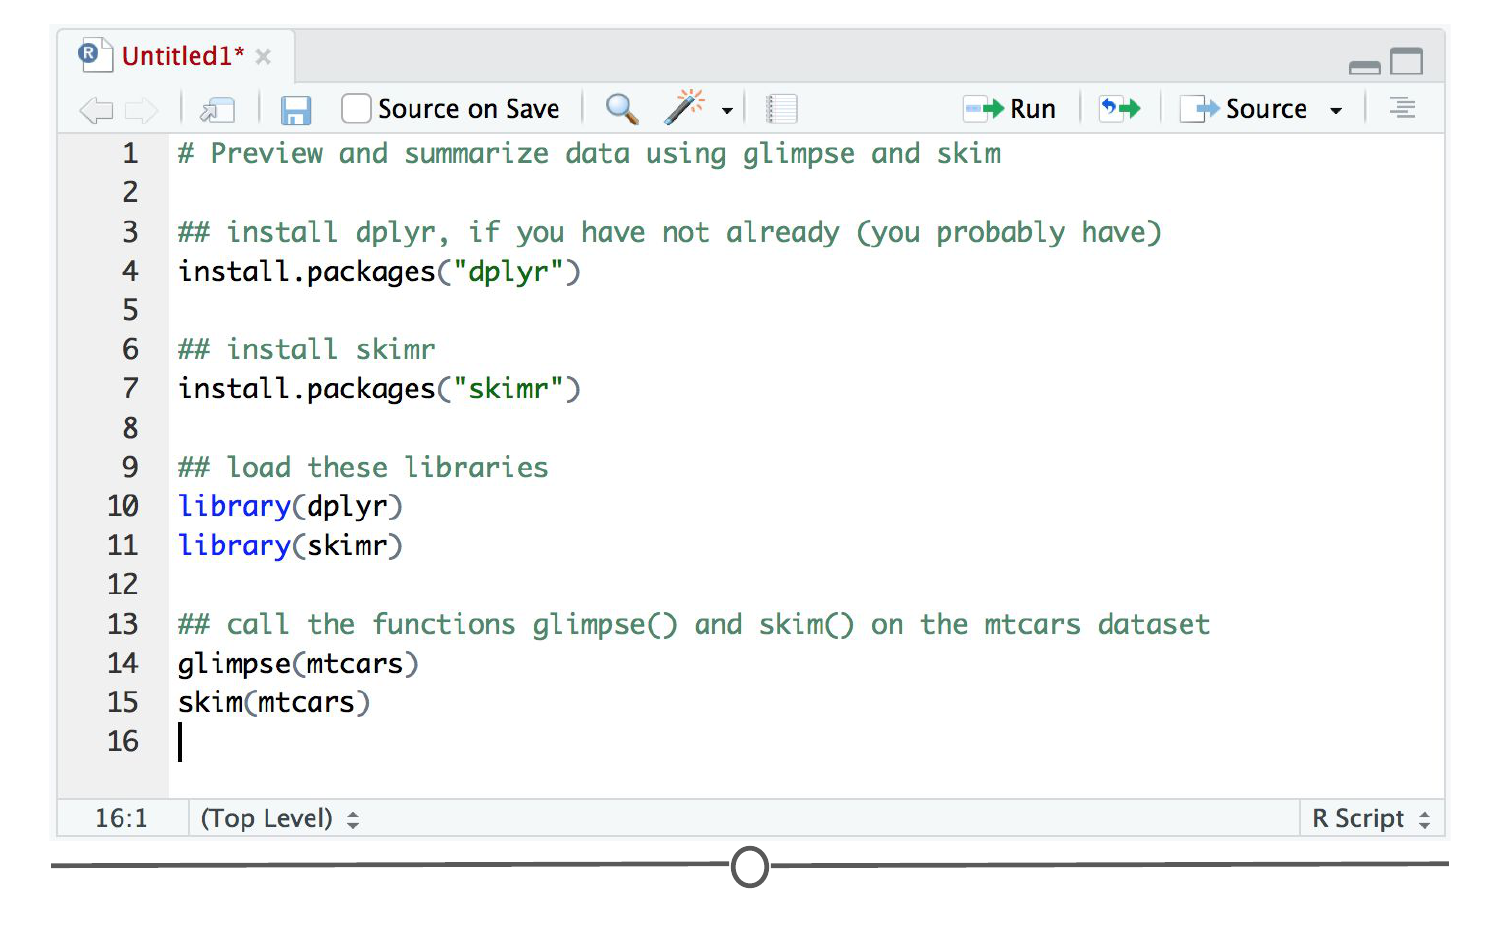 R Untitled1*
Source on Save Run Source
1 # Preview and summarize data using glimpse and skim
2
3 ## install dplyr, if you have not already (you probably have)
4 install.packages("dplyr")
5
6 ## install skimr
7 install.packages("skimr")
8
9 ## load these libraries
10 library(dplyr)
11 library(skimr)
12
13 ## call the functions glimpse() and skim() on the mtcars dataset
14 glimpse(mtcars)
15 skim(mtcars)
16
16:1 (Top Level) R Script